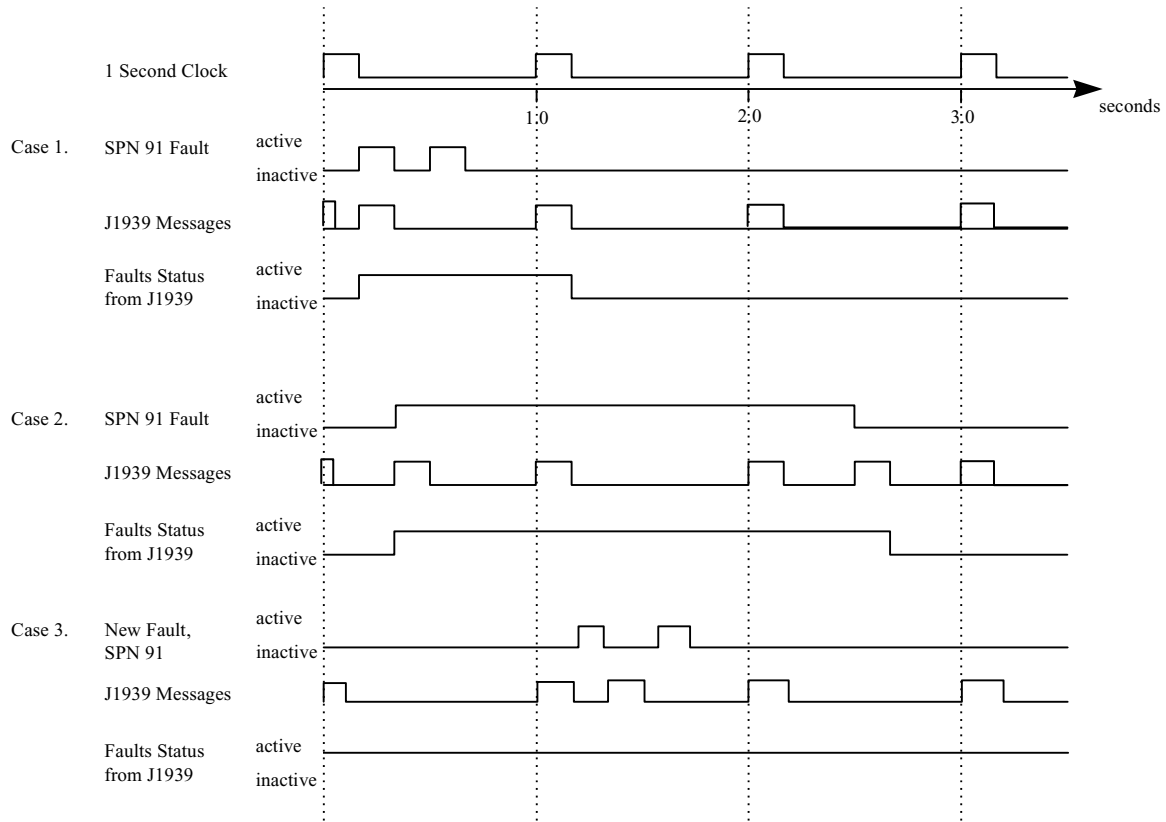 1 Second Clock
seconds
1:0 2:0 3:0
Case 1. SPN 91 Fault active
inactive
J1939 Messages
Faults Status active
from J1939 inactive
Case 2. SPN 91 Fault active
inactive
J1939 Messages
Faults Status active
from J1939 inactive
Case 3. New Fault, active
SPN 91 inactive
J1939 Messages
Faults Status active
from J1939 inactive